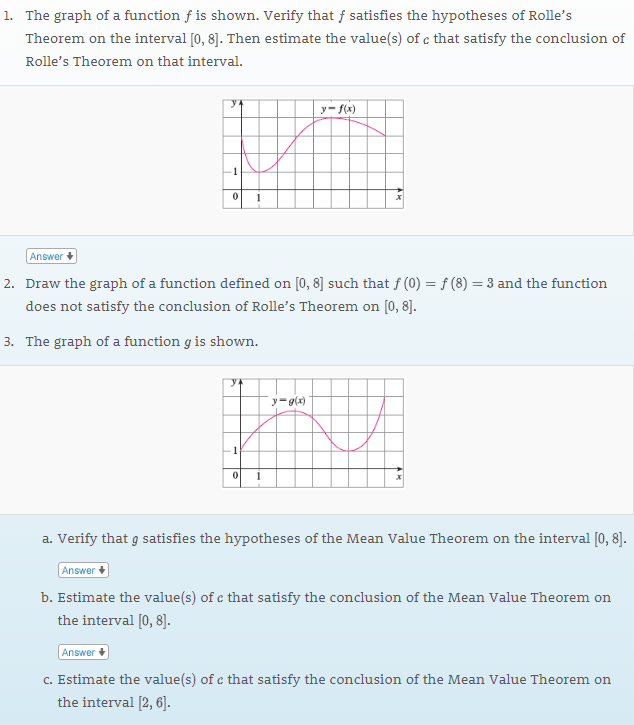 1. The graph of a function f is shown. Verify that f satisfies the hypotheses of Rolle's
Theorem on the interval [0, 8]. Then estimate the value(s) of c that satisfy the conclusion of
Rolle's Theorem on that interval.
y
y = f(x)
1
0 1
x
Answer
2. Draw the graph of a function defined on [0, 8] such that f (0) = f (8) = 3 and the function
does not satisfy the conclusion of Rolle's Theorem on [0, 8].
3. The graph of a function g is shown.
y
y = g(x)
1
0 1
x
a. Verify that g satisfies the hypotheses of the Mean Value Theorem on the interval [0, 8].
Answer
b. Estimate the value(s) of c that satisfy the conclusion of the Mean Value Theorem on
the interval [0, 8].
Answer
c. Estimate the value(s) of c that satisfy the conclusion of the Mean Value Theorem on
the interval [2, 6].